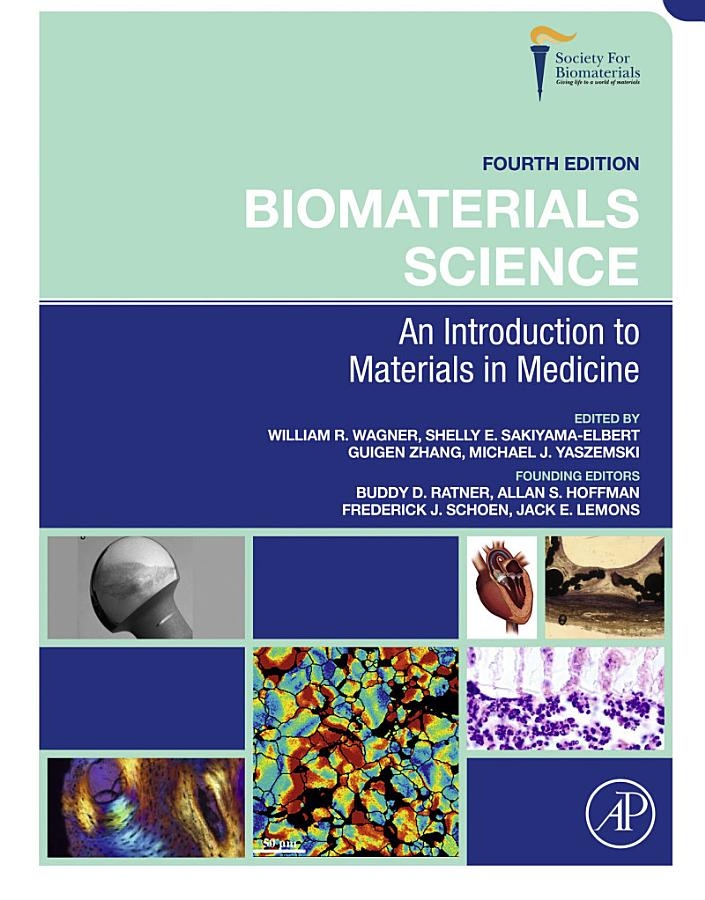 Society For
Biomaterials
Giving life to a world of materials
FOURTH EDITION
BIOMATERIALS
SCIENCE
An Introduction to
Materials in Medicine
EDITED BY
WILLIAM R. WAGNER, SHELLY E. SAKIYAMA-ELBERT
GUIGEN ZHANG, MICHAEL J. YASZEMSKI
FOUNDING EDITORS
BUDDY D. RATNER, ALLAN S. HOFFMAN
FREDERICK J. SCHOEN, JACK E. LEMONS
50 µm
AP